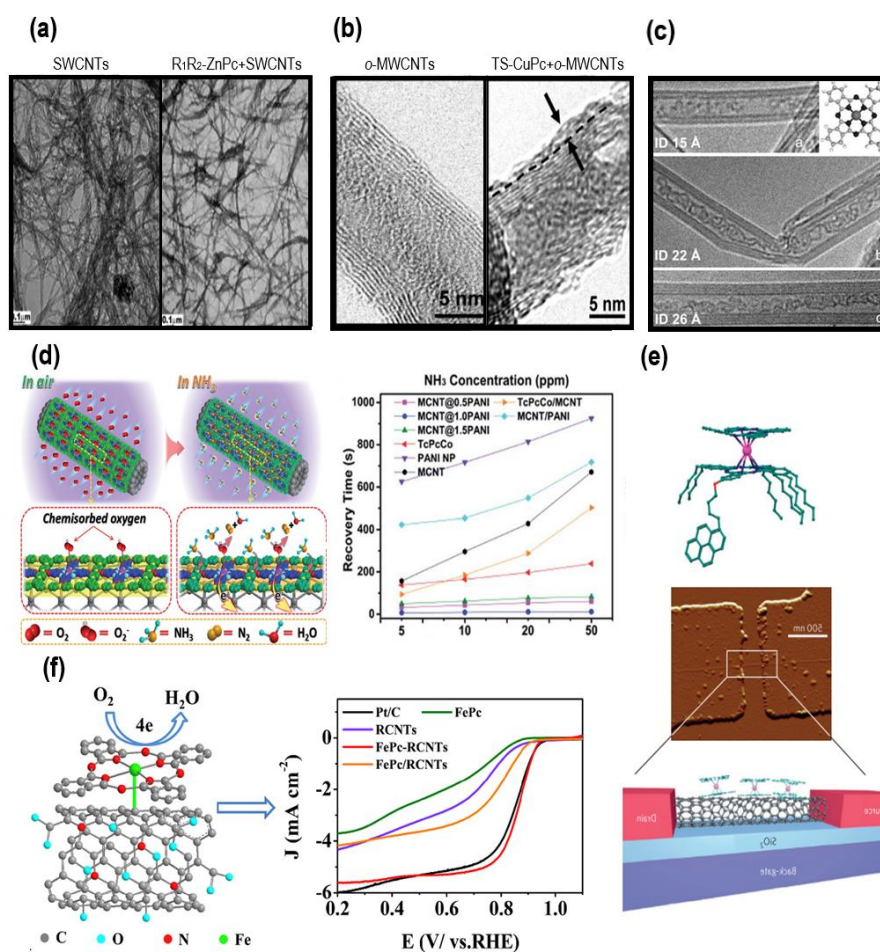 (a)
SWCNTs
R₁R₂-ZnPc+SWCNTs
0.1µm
0.1µm
(b)
o-MWCNTs
TS-CuPc+o-MWCNTs
5 nm
5 nm
(c)
ID 15 Å
a
ID 22 Å
b
ID 26 Å
c
(d)
In air
In NH₃
Chemisorbed oxygen
e
e
= O₂
= O₂⁻
= NH₃
= N₂
= H₂O
NH₃ Concentration (ppm)
MCNT@0.5PANI
MCNT@1.0PANI
MCNT@1.5PANI
TcPcCo
PANI NP
MCNT
TcPcCo/MCNT
MCNT/PANI
Recovery Time (s)
1000
800
600
400
200
0
5
10
20
50
(e)
500 nm
Drain
Source
SiO₂
Back-gate
(f)
O₂
H₂O
4e
C
O
N
Fe
Pt/C
FePc
RCNTs
FePc-RCNTs
FePc/RCNTs
J (mA cm⁻²)
0
-2
-4
-6
0.2
0.4
0.6
0.8
1.0
E (V/ vs.RHE)